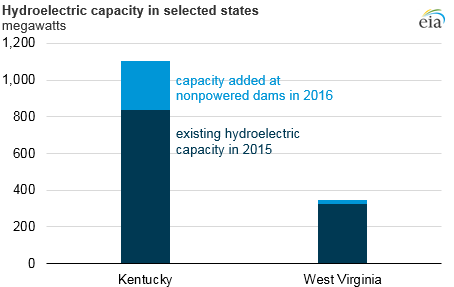 Hydroelectric capacity in selected states
megawatts
eia
1,200
1,000
800
600
400
200
0
capacity added at
nonpowered dams in 2016
existing hydroelectric
capacity in 2015
Kentucky
West Virginia